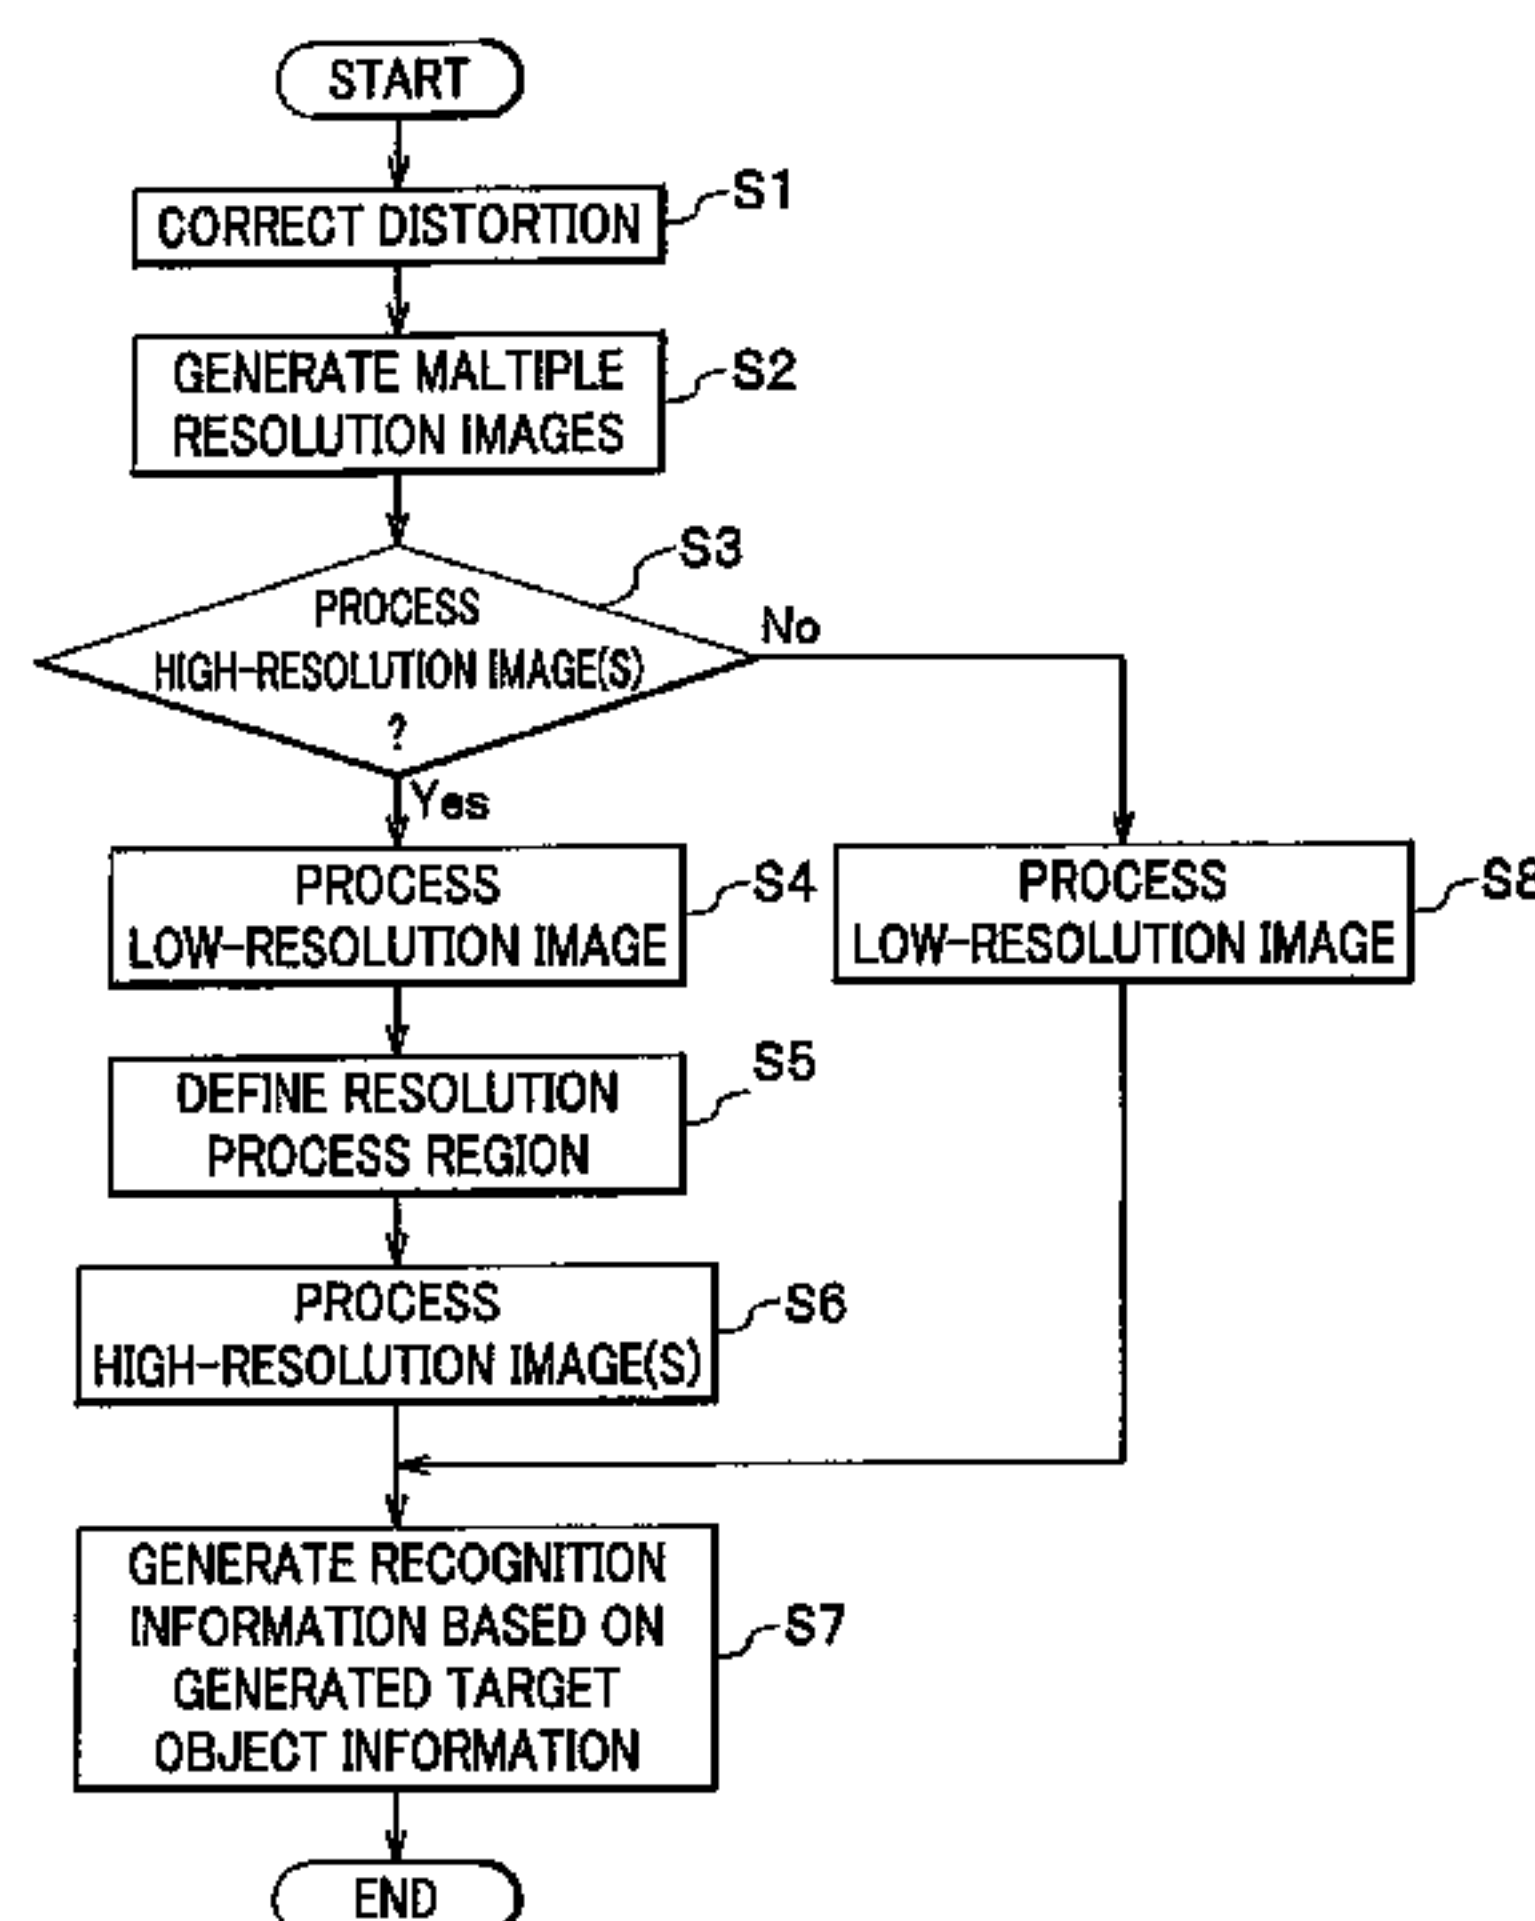 START
CORRECT DISTORTION
S1
GENERATE MALTIPLE
RESOLUTION IMAGES
S2
PROCESS
HIGH-RESOLUTION IMAGE(S)
?
S3
No
Yes
PROCESS
LOW-RESOLUTION IMAGE
S4
PROCESS
LOW-RESOLUTION IMAGE
S8
DEFINE RESOLUTION
PROCESS REGION
S5
PROCESS
HIGH-RESOLUTION IMAGE(S)
S6
GENERATE RECOGNITION
INFORMATION BASED ON
GENERATED TARGET
OBJECT INFORMATION
S7
END